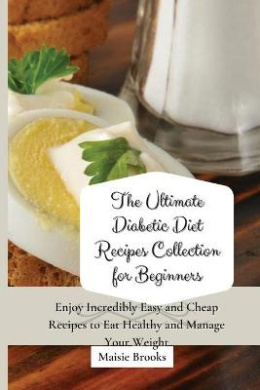 The Ultimate
Diabetic Diet
Recipes Collection
for Beginners
Enjoy Incredibly Easy and Cheap
Recipes to Eat Healthy and Manage
Your Weight
Maisie Brooks